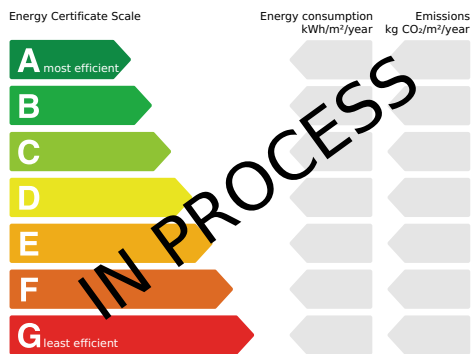 Energy Certificate Scale
Energy consumption
kWh/m²/year
Emissions
kg CO₂/m²/year
A most efficient
B
C
D
E
F
G least efficient
IN PROCESS